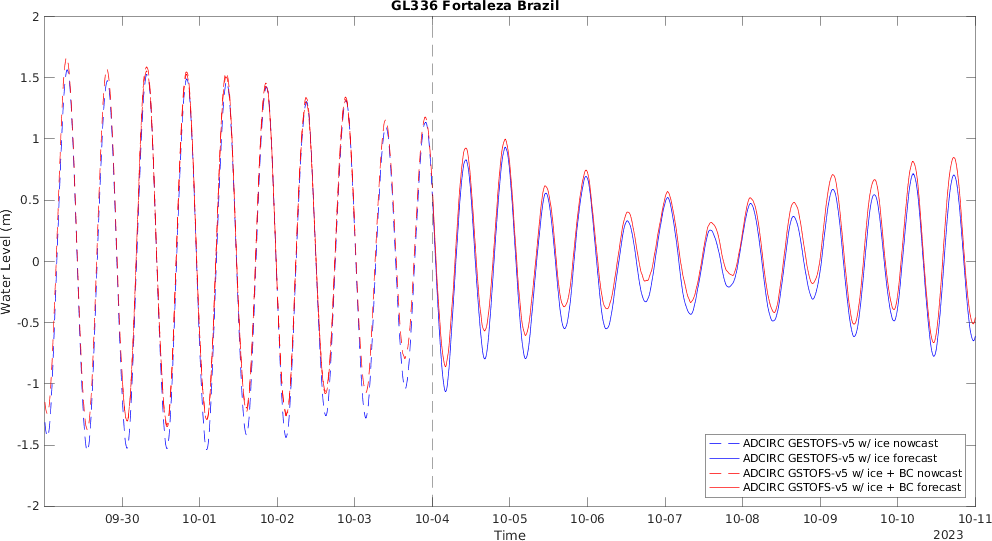 GL336 Fortaleza Brazil
2
1.5
1
0.5
0
-0.5
-1
-1.5
-2
Water Level (m)
ADCIRC GESTOFS-v5 w/ ice nowcast
ADCIRC GESTOFS-v5 w/ ice forecast
ADCIRC GSTOFS-v5 w/ ice + BC nowcast
ADCIRC GSTOFS-v5 w/ ice + BC forecast
09-30 10-01 10-02 10-03 10-04 10-05 10-06 10-07 10-08 10-09 10-10 10-11
Time
2023